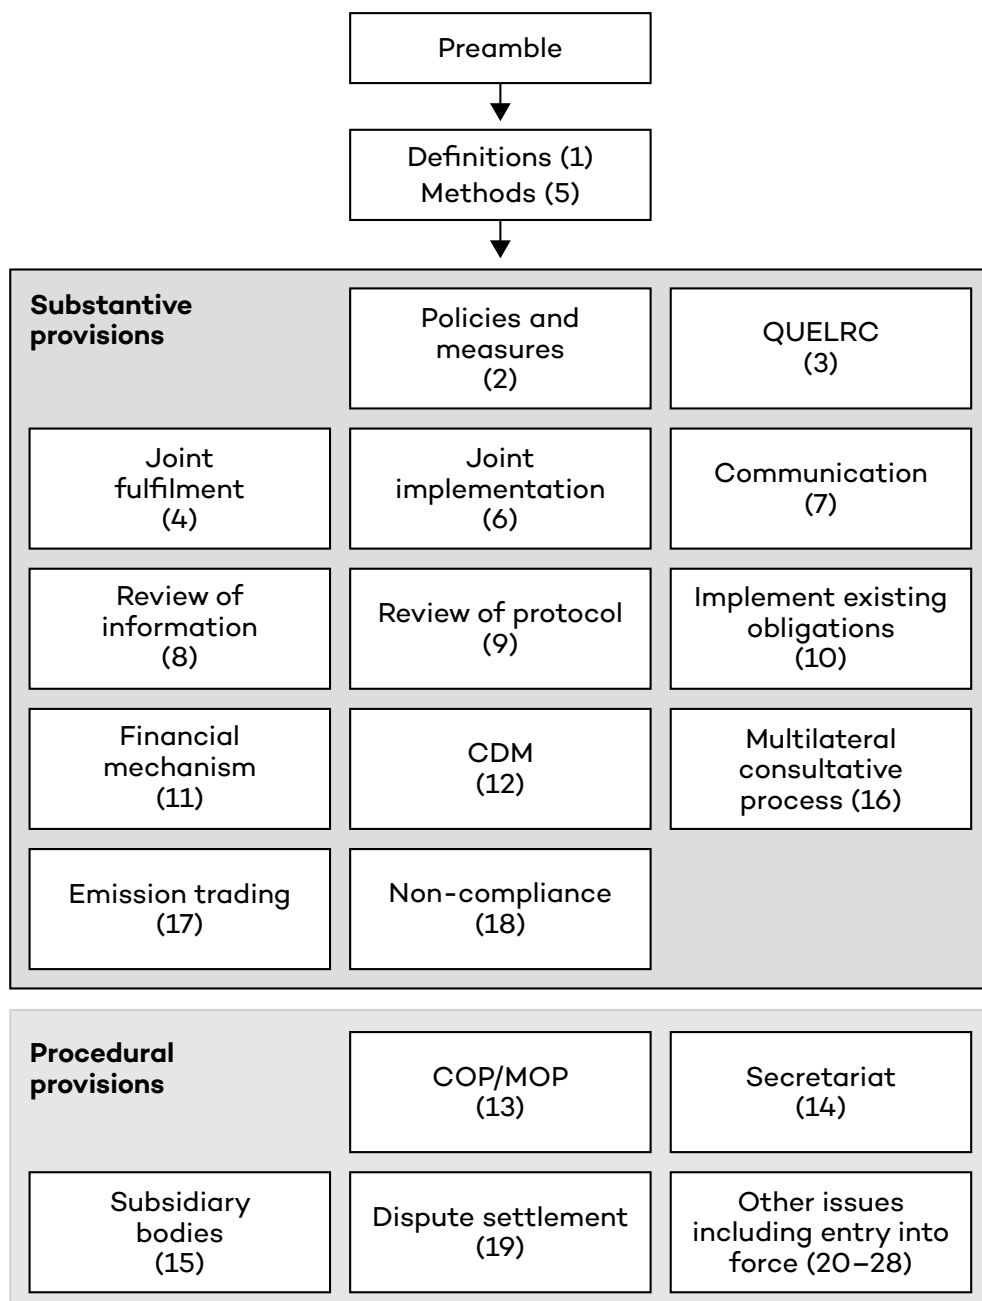 Preamble
Definitions (1)
Methods (5)
Substantive
provisions
Policies and
measures
(2)
QUELRC
(3)
Joint
fulfilment
(4)
Joint
implementation
(6)
Communication
(7)
Review of
information
(8)
Review of protocol
(9)
Implement existing
obligations
(10)
Financial
mechanism
(11)
CDM
(12)
Multilateral
consultative
process (16)
Emission trading
(17)
Non-compliance
(18)
Procedural
provisions
COP/MOP
(13)
Secretariat
(14)
Subsidiary
bodies
(15)
Dispute settlement
(19)
Other issues
including entry into
force (20–28)